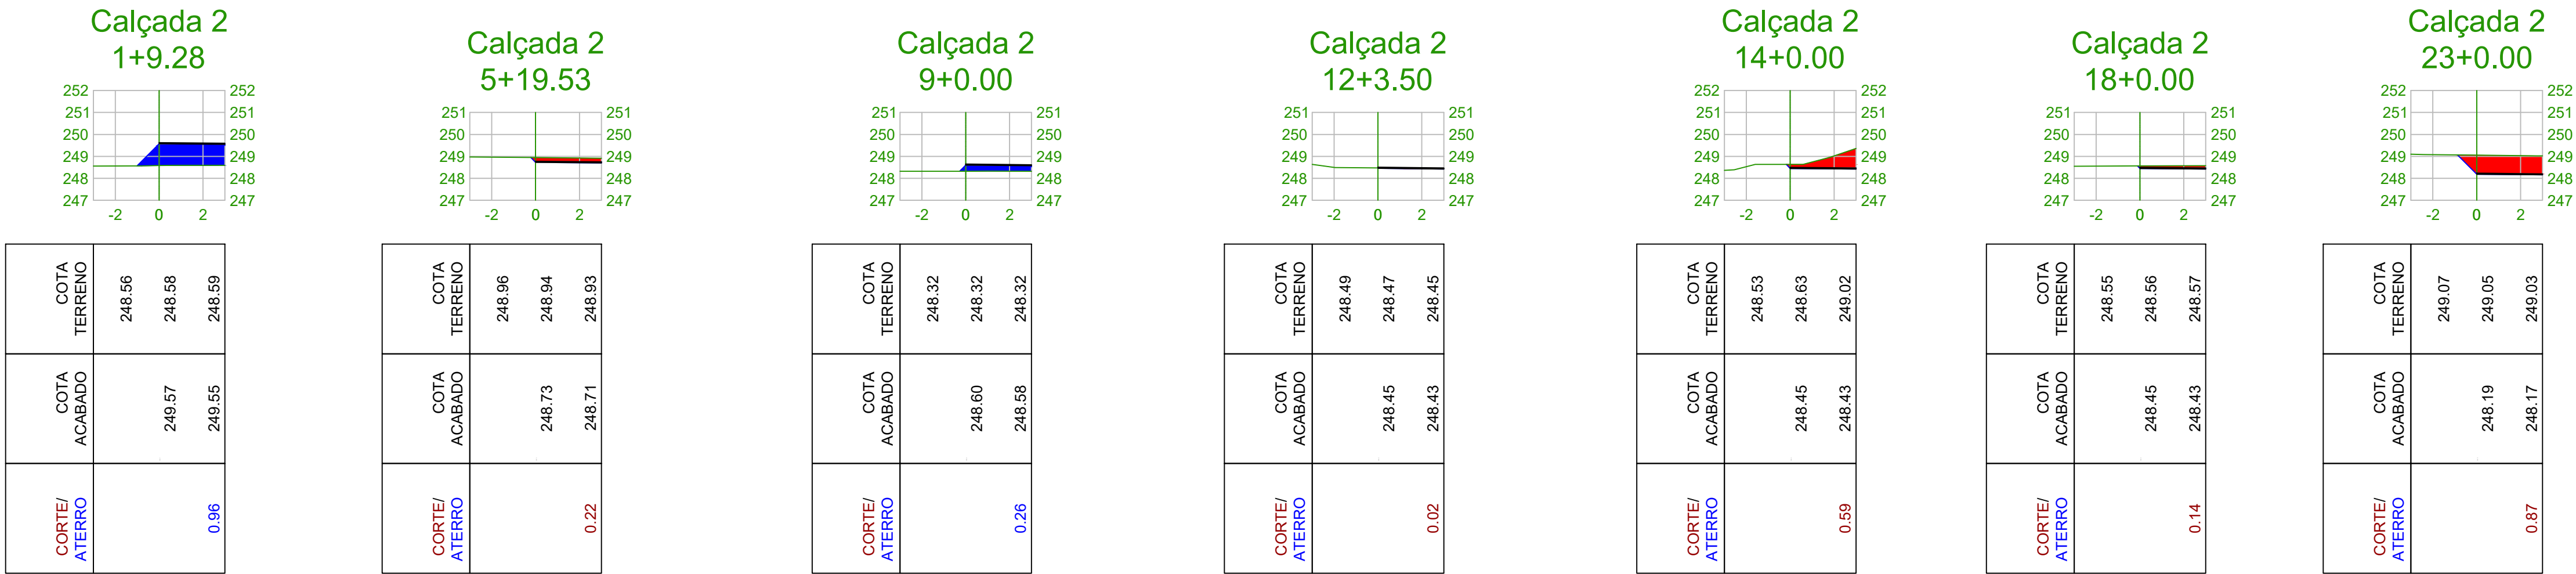 Calçada 2
1+9.28
252 252
251 251
250 250
249 249
248 248
247 247
-2 0 2
COTA
TERRENO
248.56
248.58
248.59
COTA
ACABADO
249.57
249.55
CORTE/
ATERRO
0.96
Calçada 2
5+19.53
251 251
250 250
249 249
248 248
247 247
-2 0 2
COTA
TERRENO
248.96
248.94
248.93
COTA
ACABADO
248.73
248.71
CORTE/
ATERRO
0.22
Calçada 2
9+0.00
251 251
250 250
249 249
248 248
247 247
-2 0 2
COTA
TERRENO
248.32
248.32
248.32
COTA
ACABADO
248.60
248.58
CORTE/
ATERRO
0.26
Calçada 2
12+3.50
251 251
250 250
249 249
248 248
247 247
-2 0 2
COTA
TERRENO
248.49
248.47
248.45
COTA
ACABADO
248.45
248.43
CORTE/
ATERRO
0.02
Calçada 2
14+0.00
252 252
251 251
250 250
249 249
248 248
247 247
-2 0 2
COTA
TERRENO
248.53
248.63
249.02
COTA
ACABADO
248.45
248.43
CORTE/
ATERRO
0.59
Calçada 2
18+0.00
251 251
250 250
249 249
248 248
247 247
-2 0 2
COTA
TERRENO
248.55
248.56
248.57
COTA
ACABADO
248.45
248.43
CORTE/
ATERRO
0.14
Calçada 2
23+0.00
252 252
251 251
250 250
249 249
248 248
247 247
-2 0 2
COTA
TERRENO
249.07
249.05
249.03
COTA
ACABADO
248.19
248.17
CORTE/
ATERRO
0.87